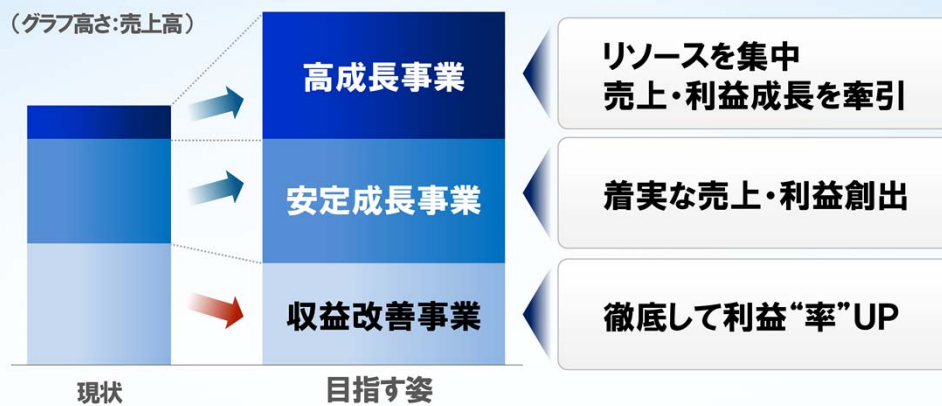 （グラフ高さ:売上高）
高成長事業
リソースを集中
売上・利益成長を牽引
安定成長事業
着実な売上・利益創出
収益改善事業
徹底して利益“率”UP
現状
目指す姿